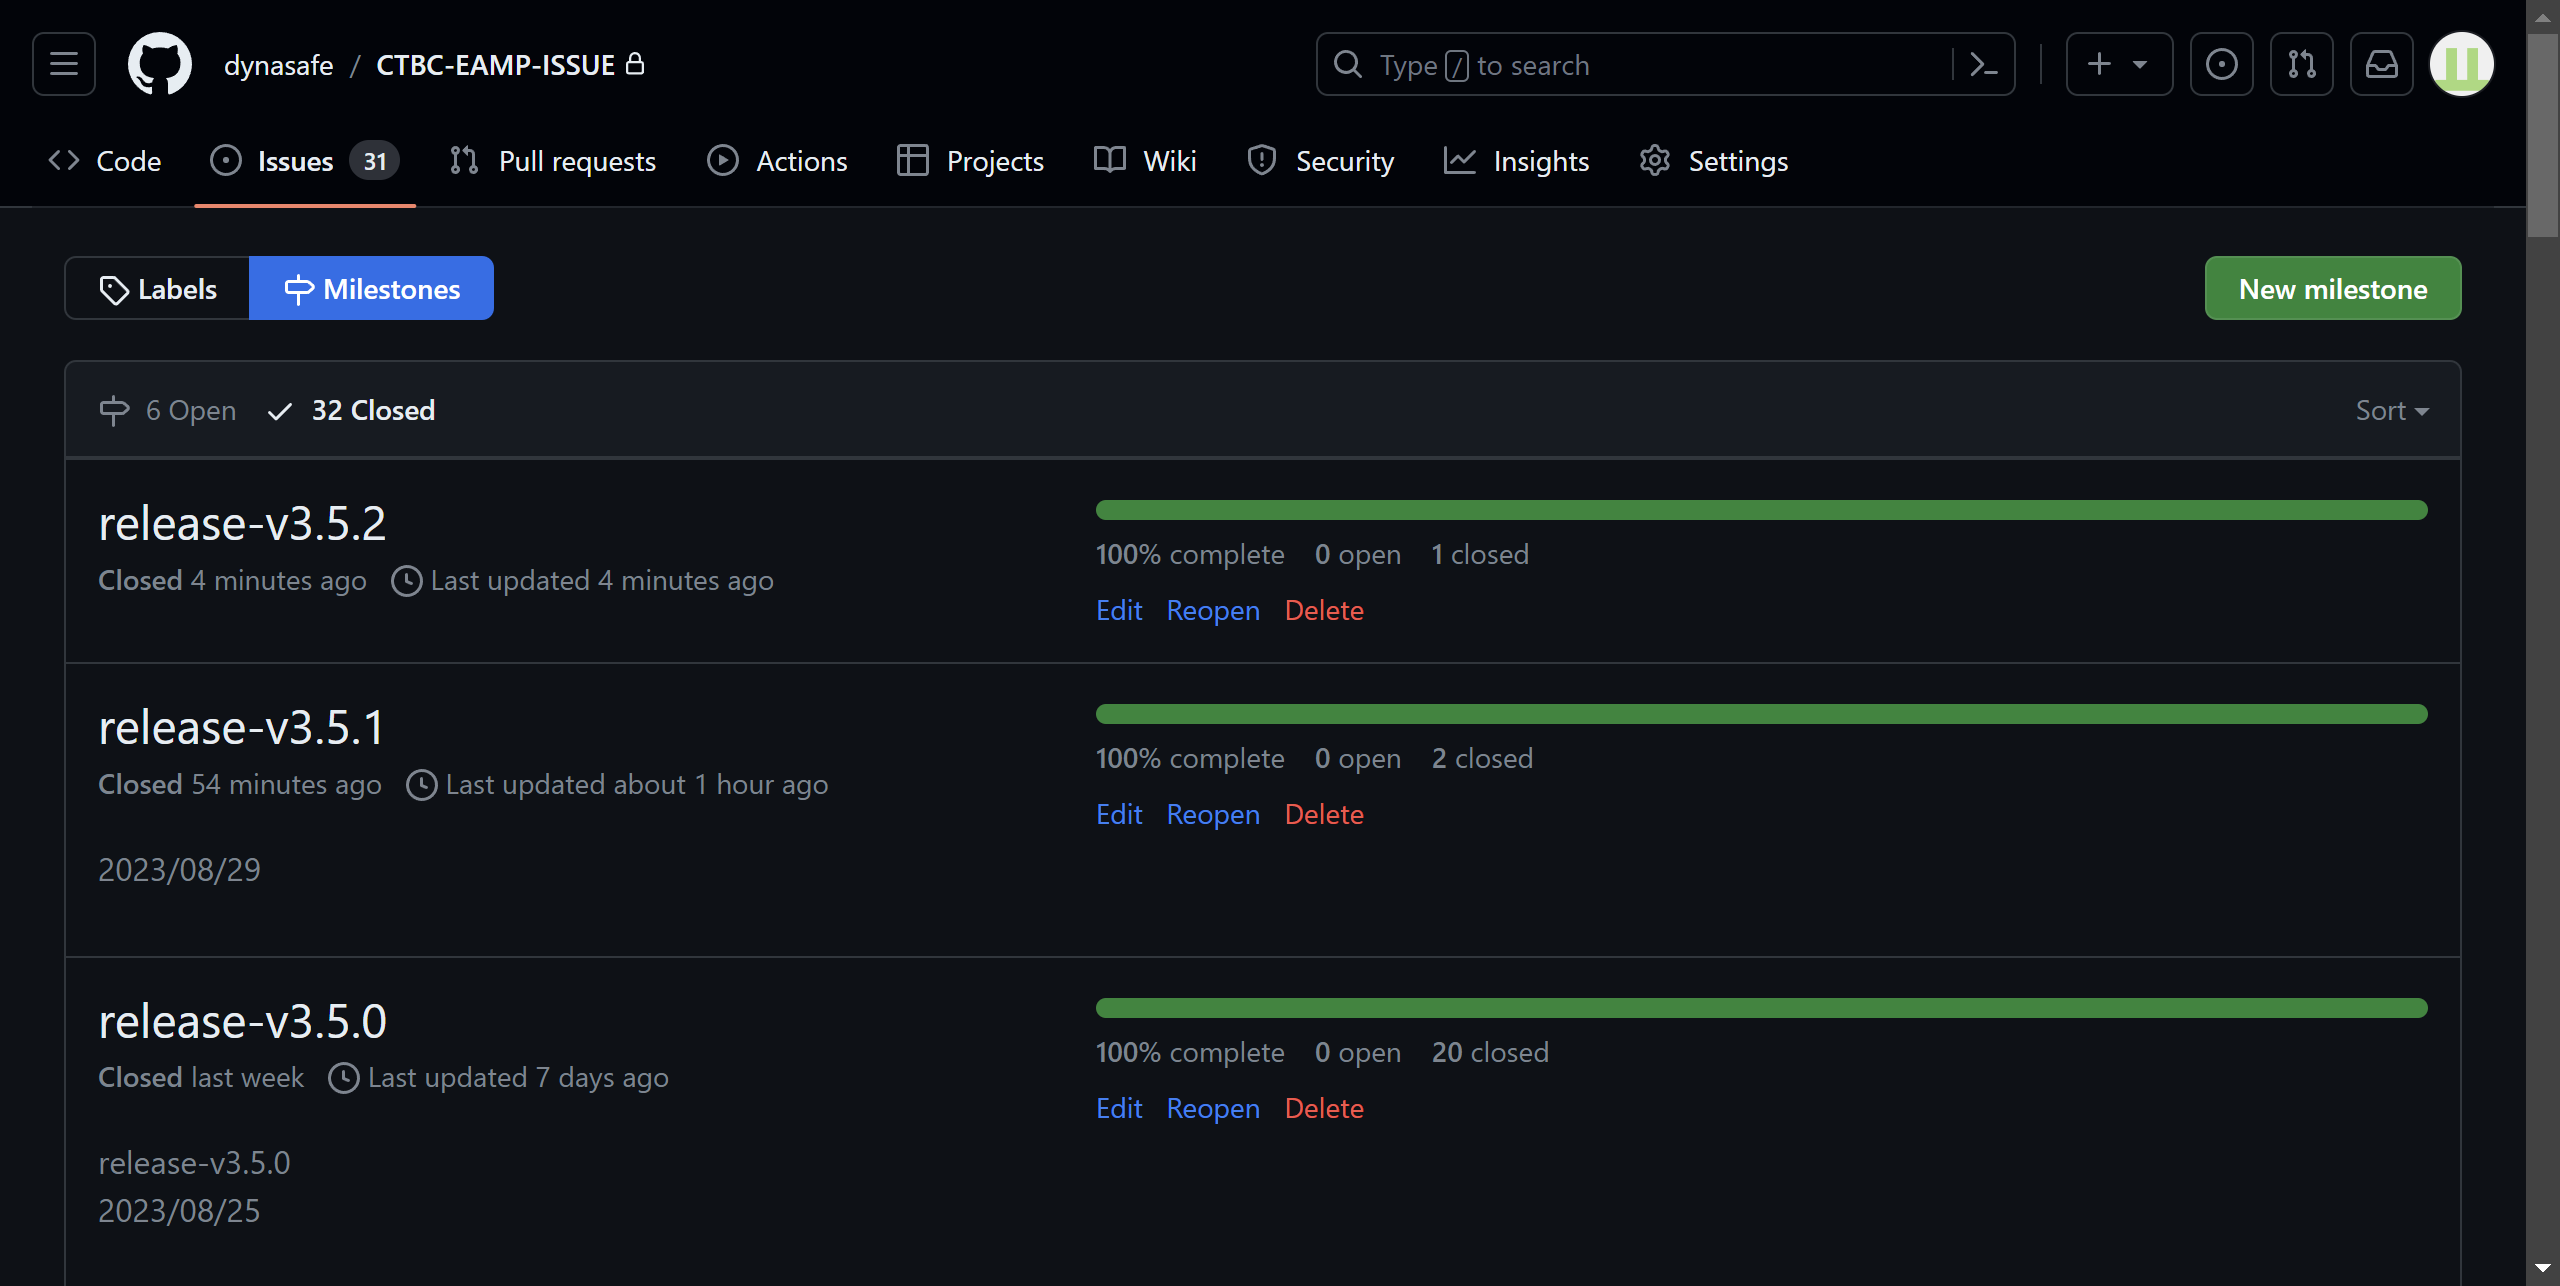 dynasafe / CTBC-EAMP-ISSUE
Type / to search
Code
Issues 31
Pull requests
Actions
Projects
Wiki
Security
Insights
Settings
Labels
Milestones
New milestone
6 Open
32 Closed
Sort
release-v3.5.2
Closed 4 minutes ago Last updated 4 minutes ago
100% complete 0 open 1 closed
Edit Reopen Delete
release-v3.5.1
Closed 54 minutes ago Last updated about 1 hour ago
2023/08/29
100% complete 0 open 2 closed
Edit Reopen Delete
release-v3.5.0
Closed last week Last updated 7 days ago
release-v3.5.0
2023/08/25
100% complete 0 open 20 closed
Edit Reopen Delete